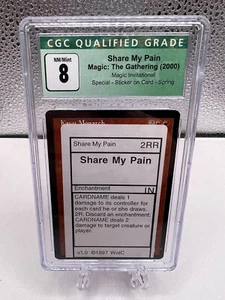 CGC QUALIFIED GRADE
NM/Mint
8
Share My Pain
Magic: The Gathering (2000)
Magic Invitational
Special - Sticker on Card - Spring
Share My Pain
2RR
Share My Pain
Enchantment
IN
CARDNAME deals 1
damage to its controller for
each card he or she draws.
2R, Discard an enchantment:
CARDNAME deals 2
damage to target creature or
player.
v1.0 ©1997 WotC